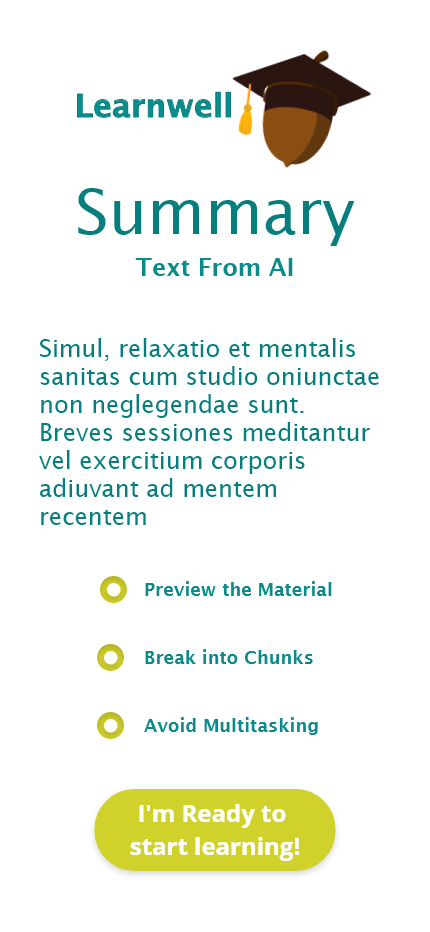 Learnwell
Summary
Text From AI
Simul, relaxatio et mentalis
sanitas cum studio oniunctae
non neglegendae sunt.
Breves sessiones meditantur
vel exercitium corporis
adiuvant ad mentem
recentem
Preview the Material
Break into Chunks
Avoid Multitasking
I'm Ready to
start learning!